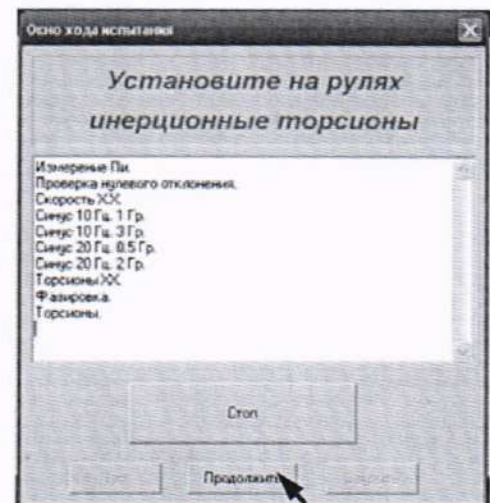 Окно хода испытания
Установите на рулях
инерционные торсионы
Измерение Пи.
Проверка нулевого отклонения.
Скорость XX.
Синус 10 Гц. 1 Гр.
Синус 10 Гц. 3 Гр.
Синус 20 Гц. 0.5 Гр.
Синус 20 Гц. 2 Гр.
Торсионы XX.
Фазировка.
Торсионы.
Стоп
Продолжить